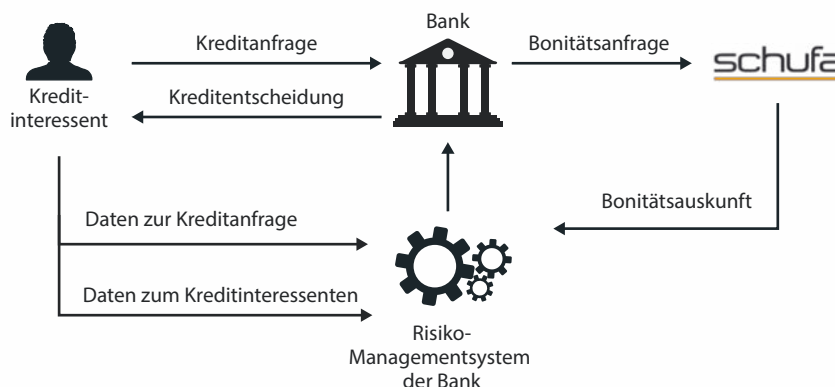 Bank
Kreditanfrage
Bonitätsanfrage
schufa
Kredit-
interessent
Kreditentscheidung
Bonitätsauskunft
Daten zur Kreditanfrage
Daten zum Kreditinteressenten
Risiko-
Managementsystem
der Bank